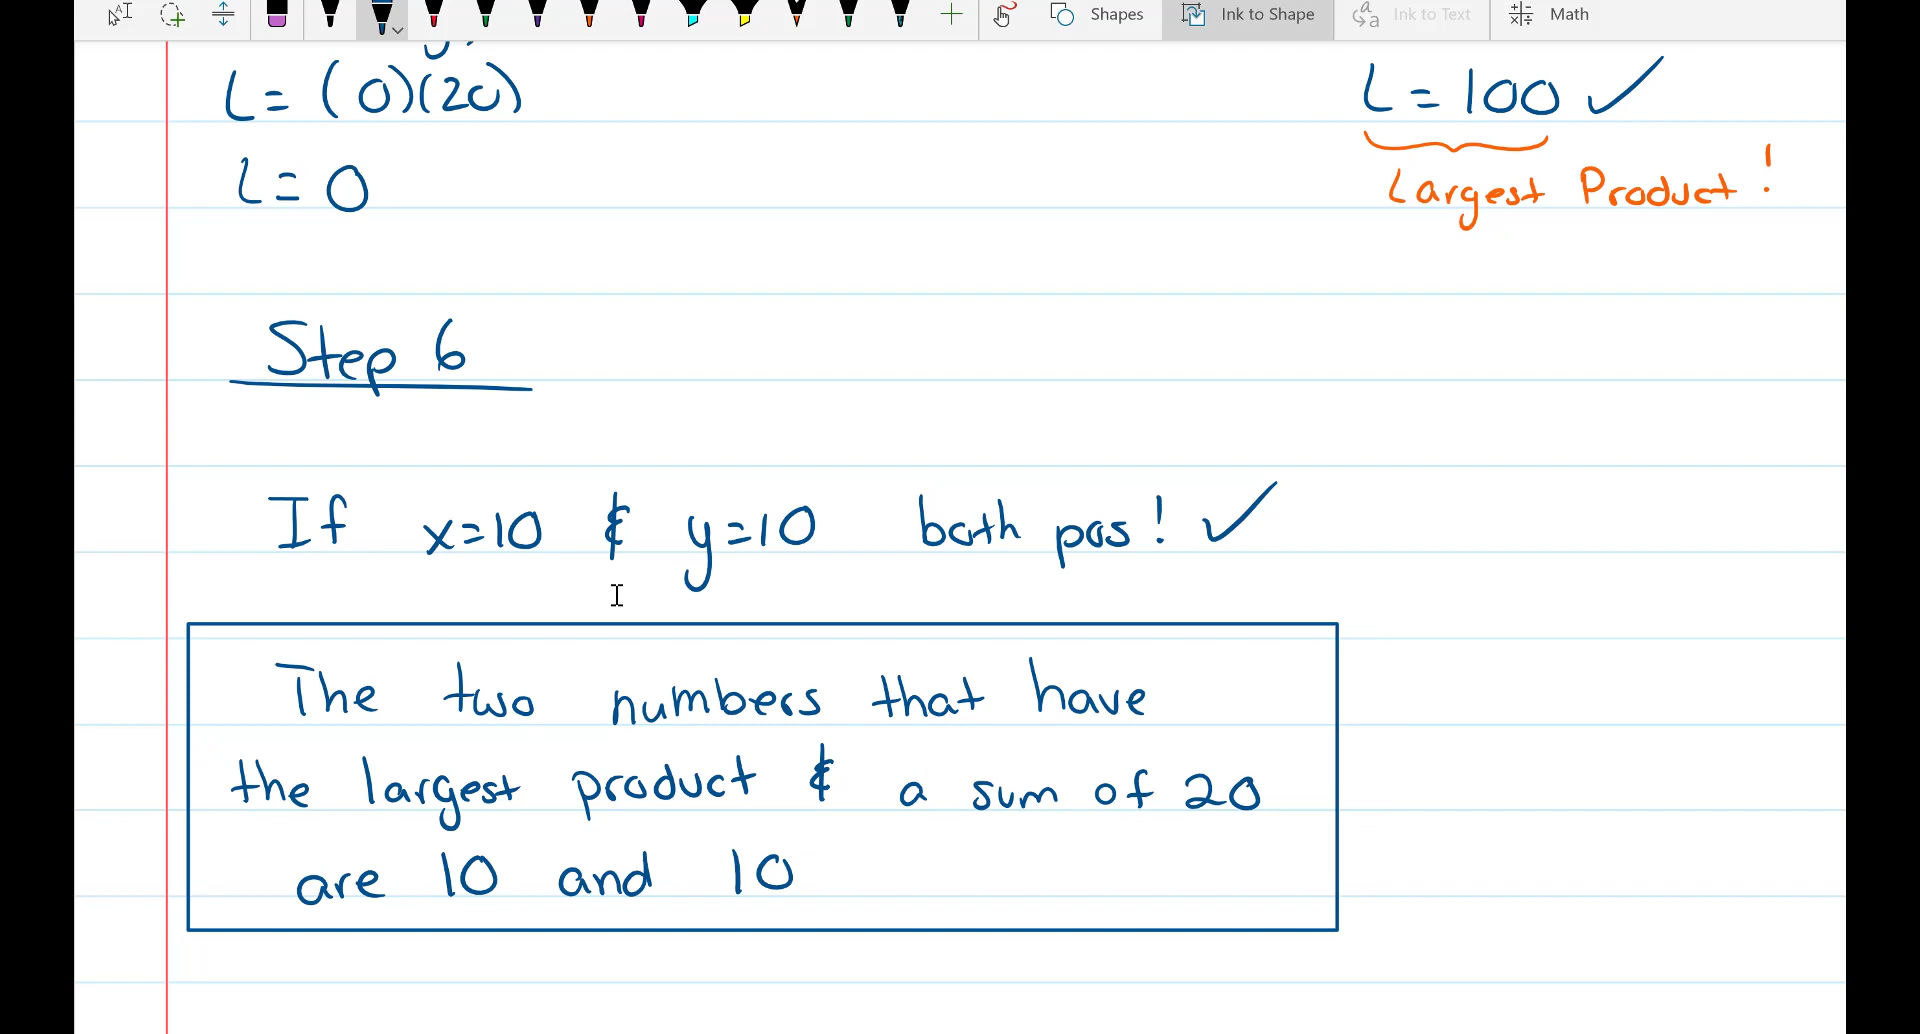 Shapes Ink to Shape Ink to Text Math
L = (0)(20) L = 100 ✓
L = 0 Largest Product!
Step 6
If x=10 & y=10 both pos! ✓
The two numbers that have
the largest product & a sum of 20
are 10 and 10